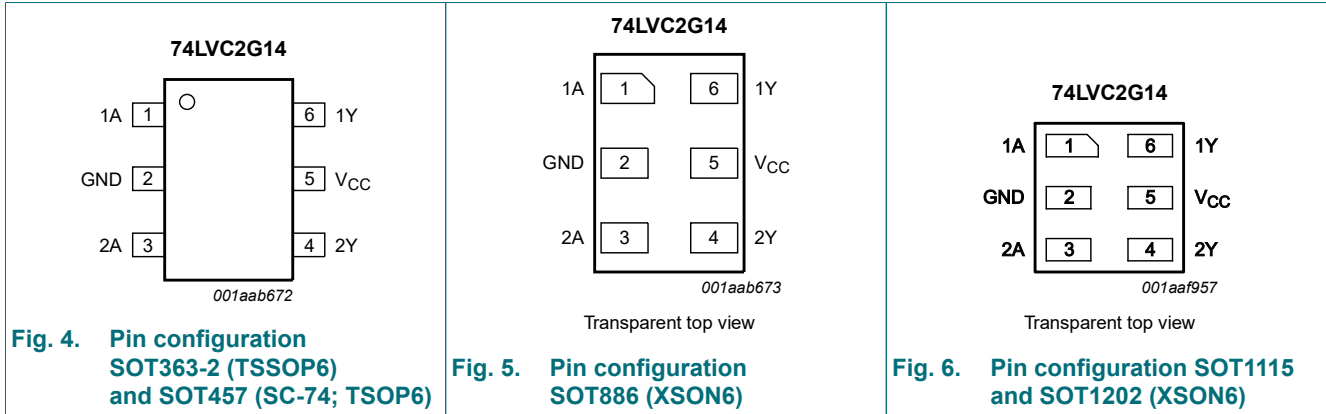 74LVC2G14
1A 1 6 1Y
GND 2 5 VCC
2A 3 4 2Y
001aab672
Fig. 4. Pin configuration
SOT363-2 (TSSOP6)
and SOT457 (SC-74; TSOP6)
74LVC2G14
1A 1 6 1Y
GND 2 5 VCC
2A 3 4 2Y
001aab673
Transparent top view
Fig. 5. Pin configuration
SOT886 (XSON6)
74LVC2G14
1A 1 6 1Y
GND 2 5 VCC
2A 3 4 2Y
001aaf957
Transparent top view
Fig. 6. Pin configuration SOT1115
and SOT1202 (XSON6)